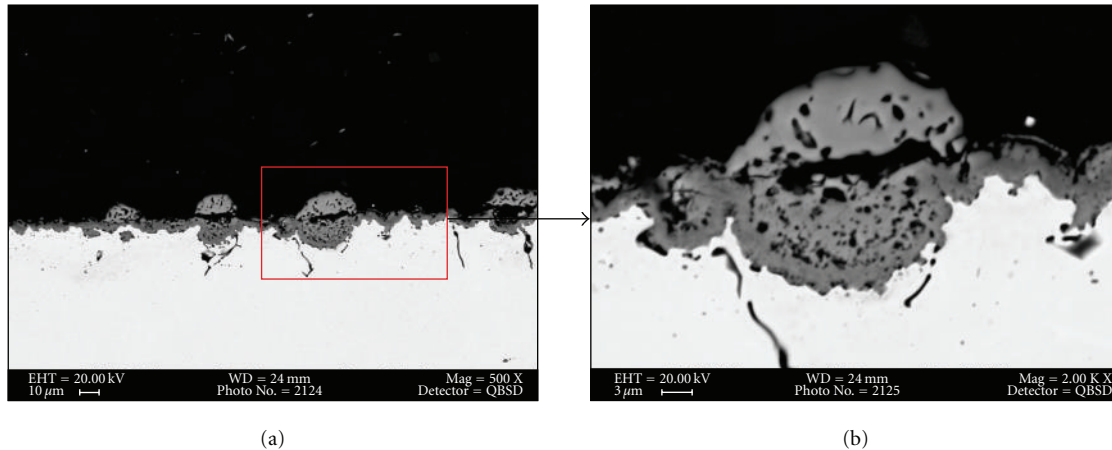 EHT = 20.00 kV
WD = 24 mm
Mag = 500 X
10 µm
Photo No. = 2124
Detector = QBSD
EHT = 20.00 kV
WD = 24 mm
Mag = 2.00 K X
3 µm
Photo No. = 2125
Detector = QBSD
(a)
(b)